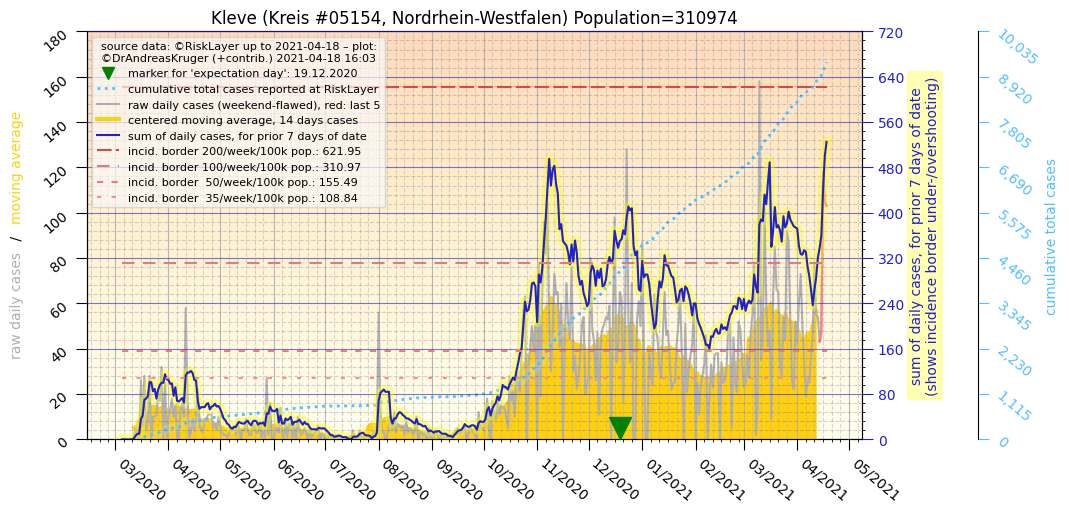 Kleve (Kreis #05154, Nordrhein-Westfalen) Population=310974
source data: ©RiskLayer up to 2021-04-18 – plot:
©DrAndreasKruger (+contrib.) 2021-04-18 16:03
marker for 'expectation day': 19.12.2020
cumulative total cases reported at RiskLayer
raw daily cases (weekend-flawed), red: last 5
centered moving average, 14 days cases
sum of daily cases, for prior 7 days of date
incid. border 200/week/100k pop.: 621.95
incid. border 100/week/100k pop.: 310.97
incid. border  50/week/100k pop.: 155.49
incid. border  35/week/100k pop.: 108.84
raw daily cases  /  moving average
180
160
140
120
100
80
60
40
20
0
03/2020
04/2020
05/2020
06/2020
07/2020
08/2020
09/2020
10/2020
11/2020
12/2020
01/2021
02/2021
03/2021
04/2021
05/2021
720
640
560
480
400
320
240
160
80
0
sum of daily cases, for prior 7 days of date
(shows incidence border under-/overshooting)
10,035
8,920
7,805
6,690
5,575
4,460
3,345
2,230
1,115
0
cumulative total cases